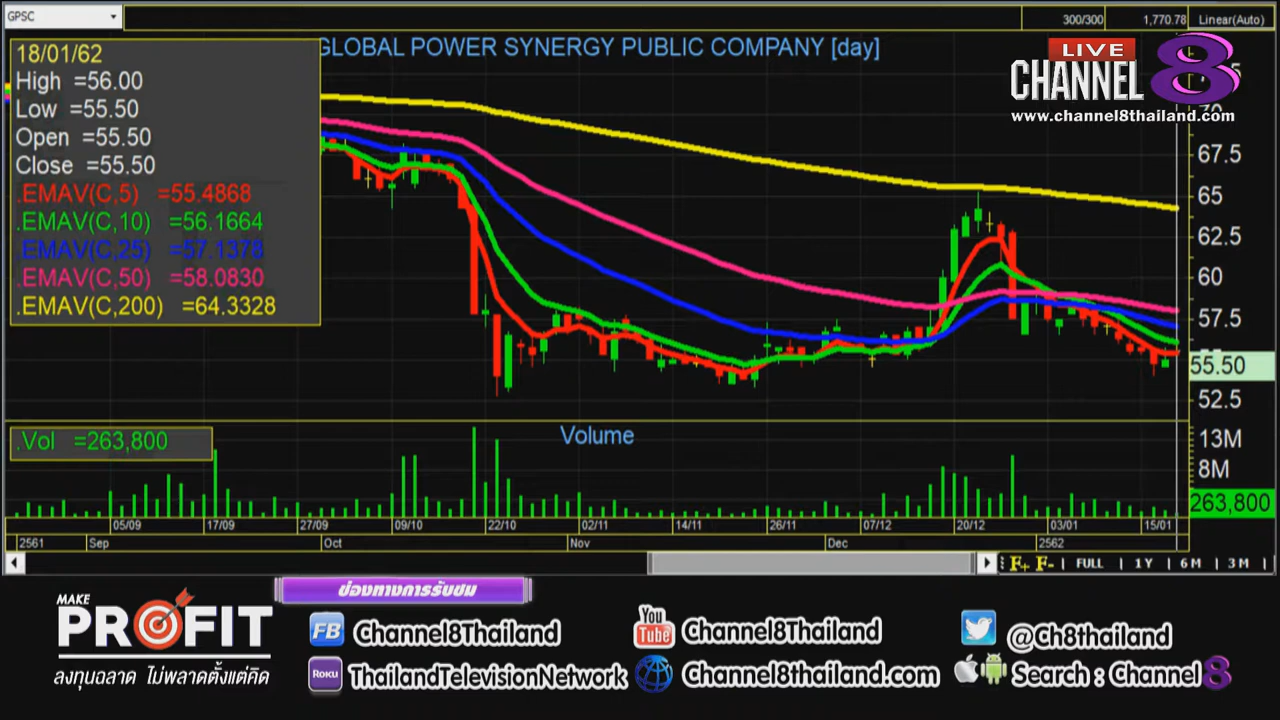 GPSC
300/300
1,770.78
Linear(Auto)
18/01/62
High =56.00
Low =55.50
Open =55.50
Close =55.50
.EMAV(C,5) =55.4868
.EMAV(C,10) =56.1664
.EMAV(C,25) =57.1378
.EMAV(C,50) =58.0830
.EMAV(C,200) =64.3328
GLOBAL POWER SYNERGY PUBLIC COMPANY [day]
LIVE
CHANNEL 8
www.channel8thailand.com
70
67.5
65
62.5
60
57.5
55.50
52.5
.Vol =263,800
Volume
13M
8M
263,800
05/09 17/09 27/09 09/10 22/10 02/11 14/11 26/11 07/12 20/12 03/01 15/01
2561 Sep Oct Nov Dec 2562
F+ F- | FULL | 1Y | 6M | 3M |
ช่องทางการรับชม
MAKE
PROFIT
ลงทุนฉลาด ไม่พลาดตั้งแต่คิด
FB Channel8Thailand
You Tube Channel8Thailand
@Ch8thailand
ROKU ThailandTelevisionNetwork
Channel8thailand.com
Search : Channel 8